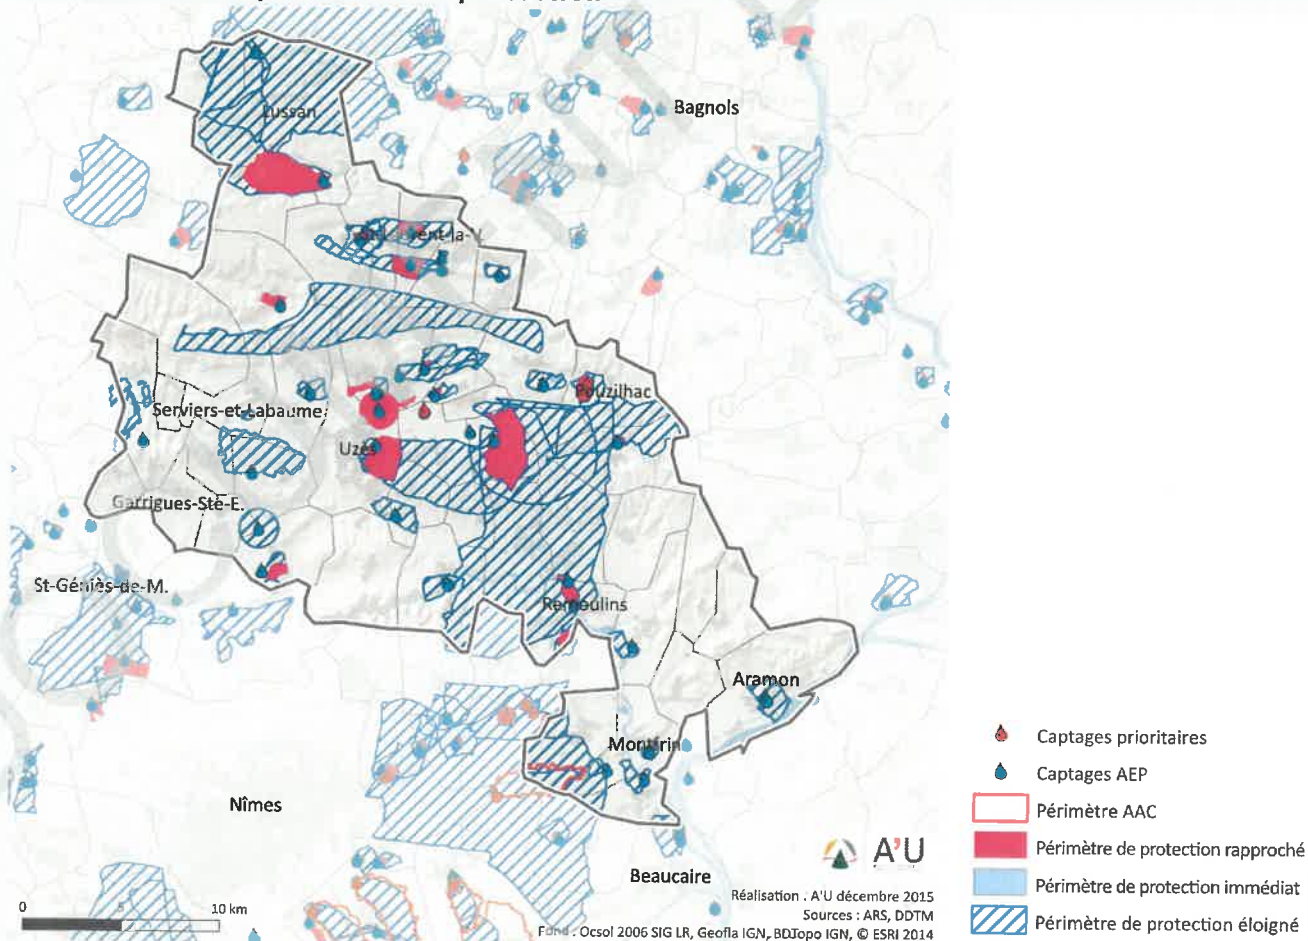 Bagnols
Lussan
Pouzilhac
Serviers-et-Labaume
Uzès
Garrigues-Ste-E.
St-Géniès-de-M.
Remoulins
Aramon
Montfrin
Nîmes
Beaucaire
0 5 10 km
A'U
Réalisation : A'U décembre 2015
Sources : ARS, DDTM
Fond : Ocsol 2006 SIG LR, Geofla IGN, BDTopo IGN, © ESRI 2014
Captages prioritaires
Captages AEP
Périmètre AAC
Périmètre de protection rapproché
Périmètre de protection immédiat
Périmètre de protection éloigné